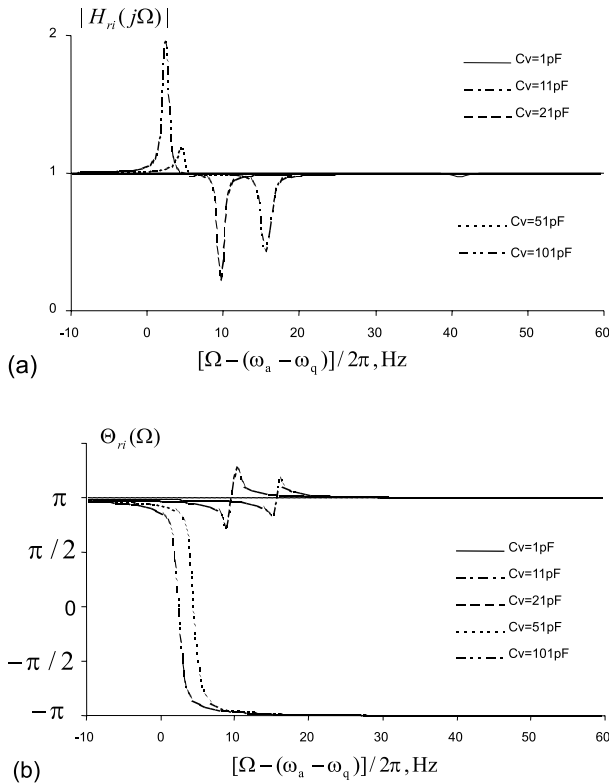 | H_ri(jΩ)|
2
1
0
-10
0
10
20
30
40
50
60
Cv=1pF
Cv=11pF
Cv=21pF
Cv=51pF
Cv=101pF
(a)
[Ω−(ω_a−ω_q)]/2π, Hz
Θ_ri(Ω)
π
π/2
0
−π/2
−π
Cv=1pF
Cv=11pF
Cv=21pF
Cv=51pF
Cv=101pF
-10
0
10
20
30
40
50
60
(b)
[Ω−(ω_a−ω_q)]/2π, Hz